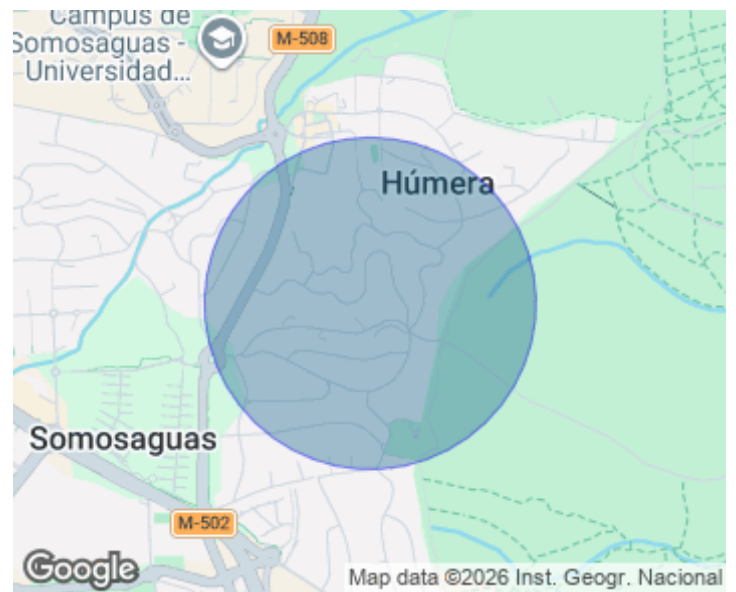 Campus de
Somosaguas -
Universidad...
M-508
Húmera
Somosaguas
M-502
Google
Map data ©2026 Inst. Geogr. Nacional